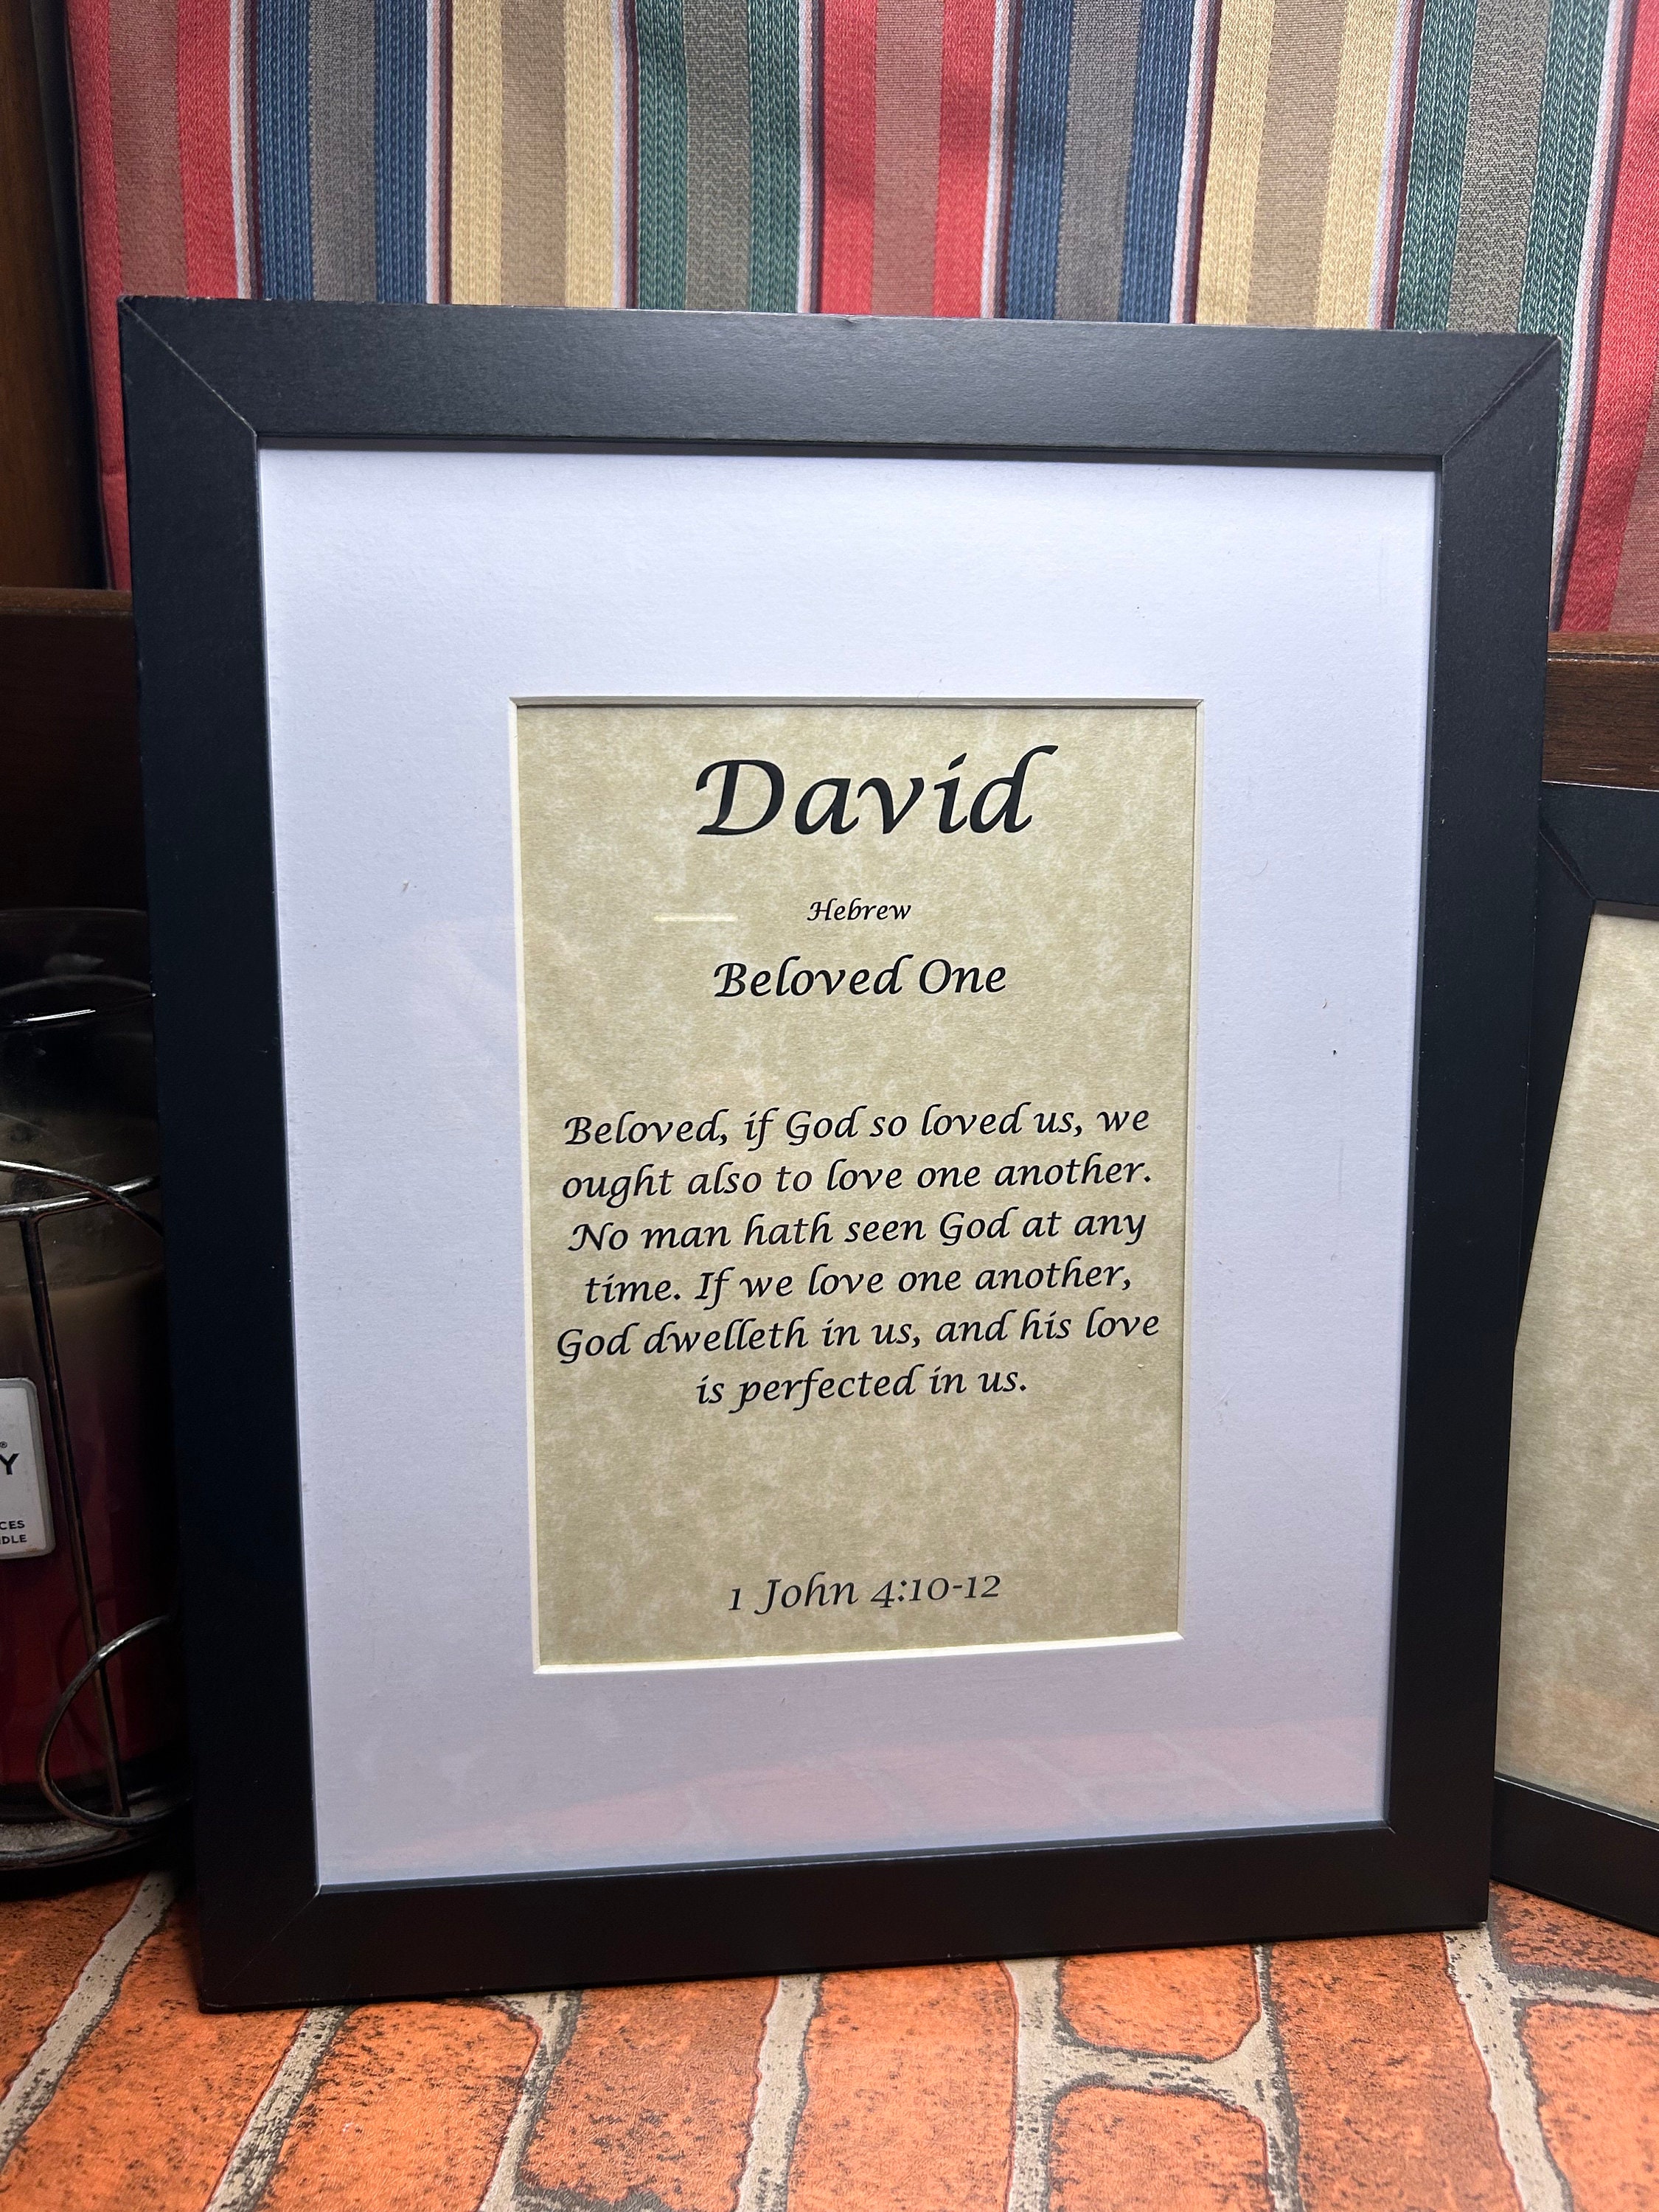 David
Hebrew
Beloved One
Beloved, if God so loved us, we
ought also to love one another.
No man hath seen God at any
time. If we love one another,
God dwelleth in us, and his love
is perfected in us.
1 John 4:10-12